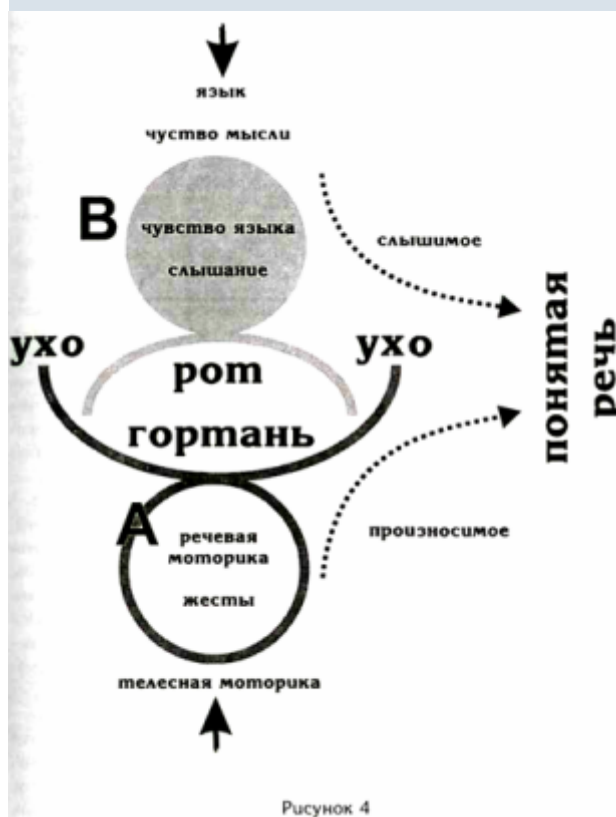 язык
чуство мысли
B
чувство языка
слышание
слышимое
ухо
ухо
рот
гортань
понятая
речь
A
речевая
моторика
жесты
произносимое
телесная моторика
Рисунок 4